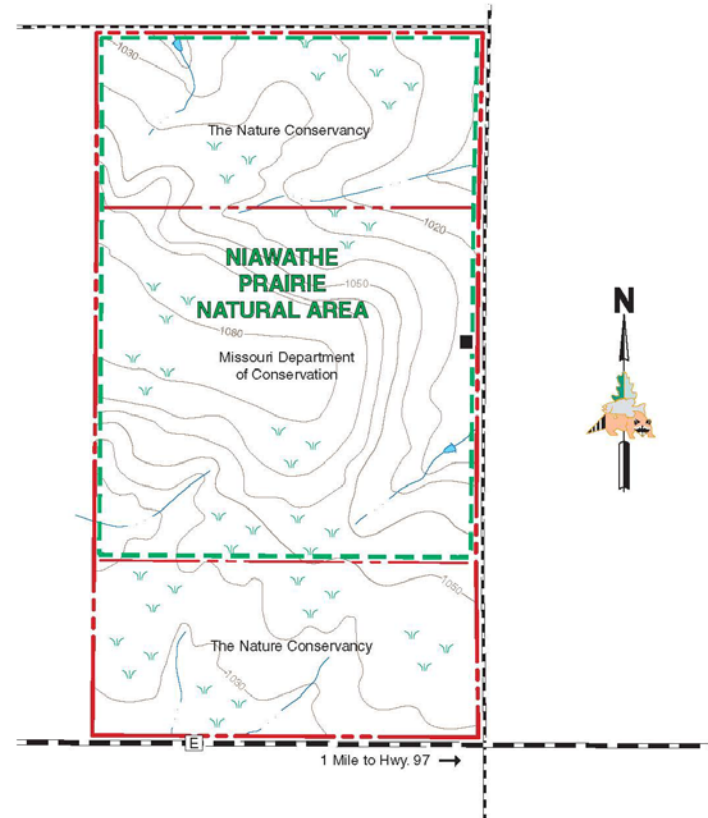 1030
The Nature Conservancy
1020
NIAWATHE
PRAIRIE
NATURAL AREA
1050
1080
Missouri Department
of Conservation
N
1050
The Nature Conservancy
1030
E
1 Mile to Hwy. 97